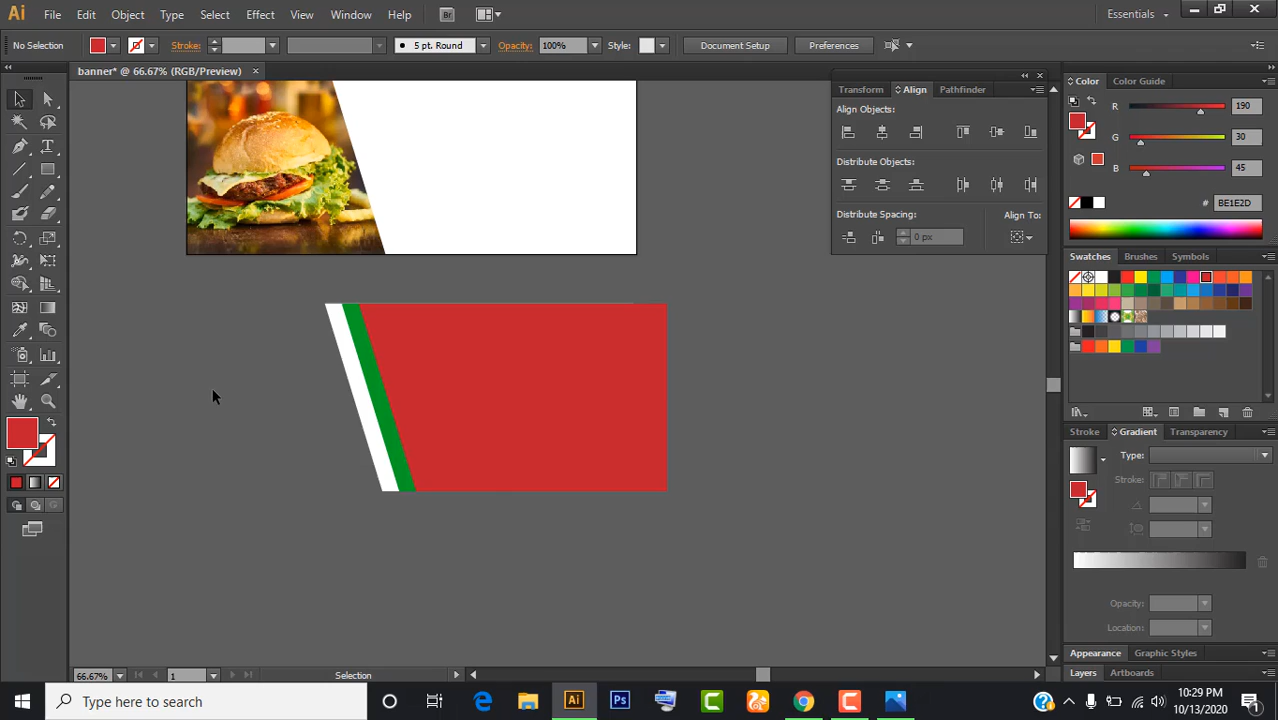 Ai File Edit Object Type Select Effect View Window Help Br Essentials
No Selection Stroke: 5 pt. Round Opacity: 100% Style: Document Setup Preferences
banner* @ 66.67% (RGB/Preview)
Transform Align Pathfinder
Align Objects:
Distribute Objects:
Distribute Spacing: Align To:
0 px
Color Color Guide
R 190
G 30
B 45
# BE1E2D
Swatches Brushes Symbols
Stroke Gradient Transparency
Type:
Stroke:
Opacity:
Location:
Appearance Graphic Styles
Layers Artboards
66.67% 1 Selection
Type here to search
Ai Ps
10:29 PM
10/13/2020